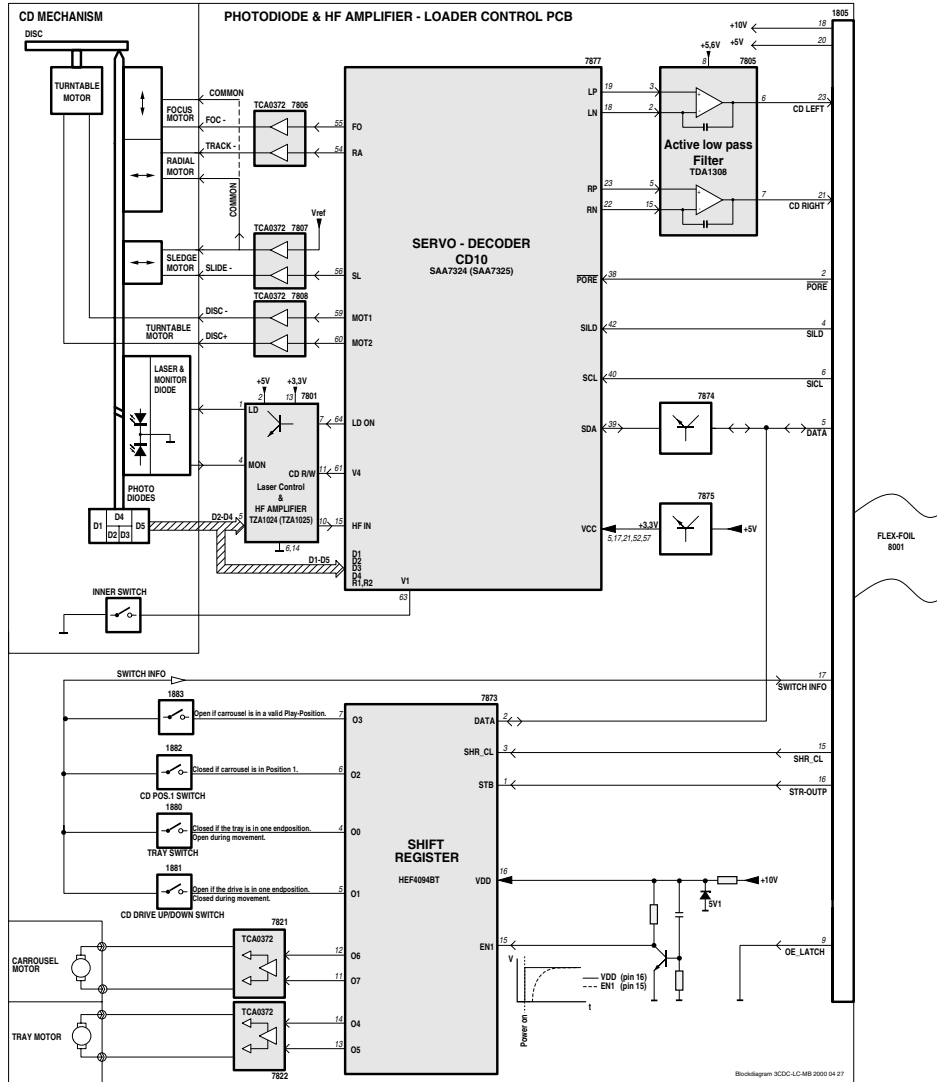 CD MECHANISM
PHOTODIODE & HF AMPLIFIER - LOADER CONTROL PCB
1805
DISC
+10V 18
+5V 20
TURNTABLE
MOTOR
COMMON
FOCUS
MOTOR
FOC -
TCA0372 7806
55 FO
TRACK -
54 RA
RADIAL
MOTOR
COMMON
Vref
TCA0372 7807
SLEDGE
MOTOR
SLIDE -
56 SL
TCA0372 7808
DISC -
59 MOT1
TURNTABLE
MOTOR
DISC+
60 MOT2
7877
SERVO - DECODER
CD10
SAA7324 (SAA7325)
LP 19 3
LN 18 2
RP 23 5
RN 22 15
+5,6V
8 7805
Active low pass
Filter
TDA1308
6
23
CD LEFT
7
21
CD RIGHT
PORE 38
2
PORE
SILD 42
4
SILD
SCL 40
6
SICL
7874
SDA 39
5
DATA
7875
VCC
+3,3V
5,17,21,52,57
+5V
LASER &
MONITOR
DIODE
+5V +3,3V
2 13 7801
1 LD
7 64 LD ON
4 MON
CD R/W 11 61 V4
Laser Control
&
HF AMPLIFIER
TZA1024 (TZA1025)
10 15 HF IN
6,14
PHOTO
DIODES
D4
D1 D5
D2 D3
D2-D4 5
D1-D5
D1
D2
D3
D4
R1,R2
V1
63
INNER SWITCH
FLEX-FOIL
8001
SWITCH INFO
17
SWITCH INFO
1883
Open if carrousel is in a valid Play-Position.
7 O3
1882
Closed if carousel is in Position 1.
6 O2
CD POS.1 SWITCH
1880
Closed if the tray is in one endposition.
Open during movement.
4 O0
TRAY SWITCH
1881
Open if the drive is in one endposition.
Closed during movement.
5 O1
CD DRIVE UP/DOWN SWITCH
7873
DATA 2
SHR_CL 3
15
SHR_CL
STB 1
16
STR-OUTP
SHIFT
REGISTER
HEF4094BT
VDD 16
+10V
5V1
EN1 15
9
OE_LATCH
V
VDD (pin 16)
EN1 (pin 15)
t
Power on
7821
TCA0372
CARROUSEL
MOTOR
12 O6
11 O7
TCA0372
TRAY MOTOR
14 O4
13 O5
7822
Blockdiagram 3CDC-LC-MB 2000 04 27